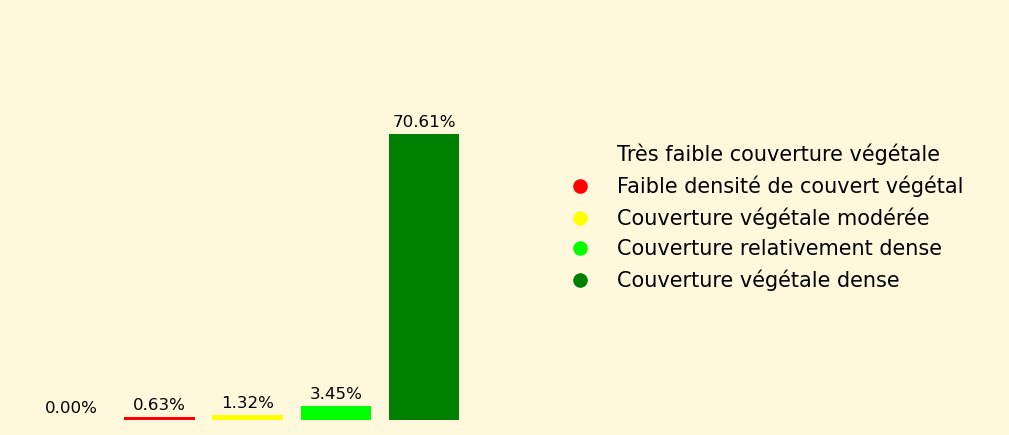 70.61%
3.45%
1.32%
0.63%
0.00%
Très faible couverture végétale
Faible densité de couvert végétal
Couverture végétale modérée
Couverture relativement dense
Couverture végétale dense